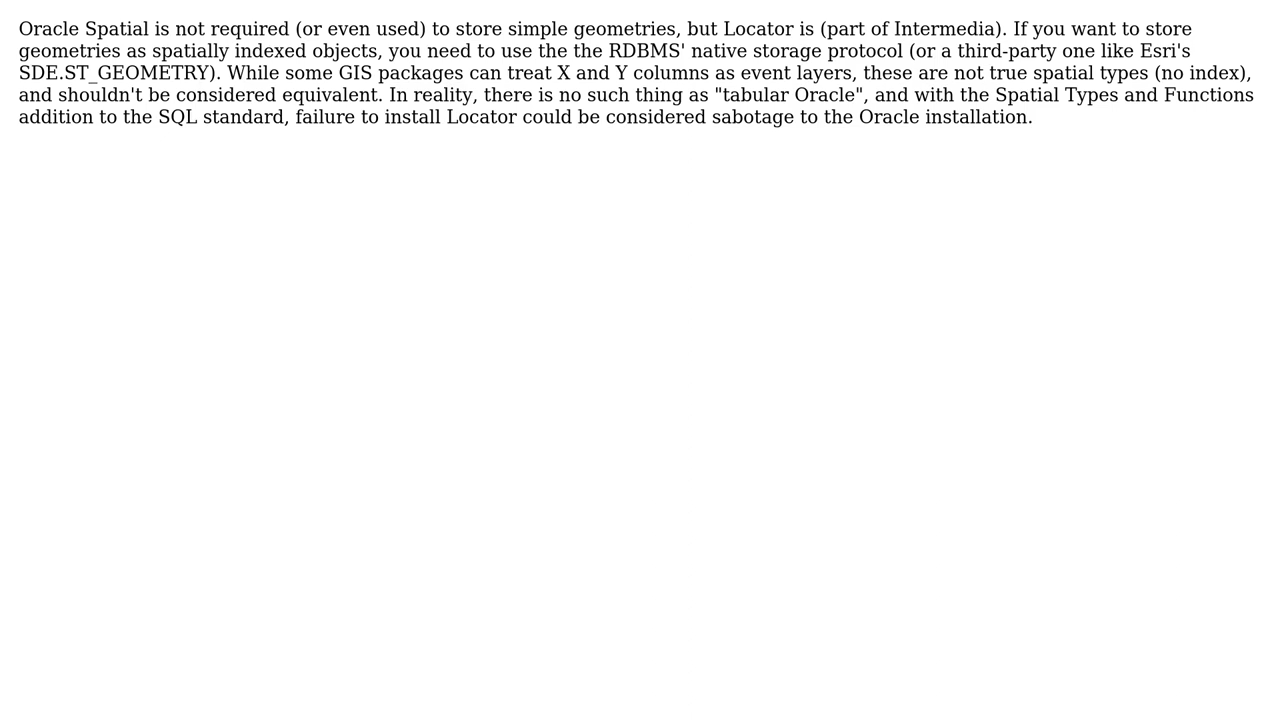 Oracle Spatial is not required (or even used) to store simple geometries, but Locator is (part of Intermedia). If you want to store
geometries as spatially indexed objects, you need to use the the RDBMS' native storage protocol (or a third-party one like Esri's
SDE.ST_GEOMETRY). While some GIS packages can treat X and Y columns as event layers, these are not true spatial types (no index),
and shouldn't be considered equivalent. In reality, there is no such thing as "tabular Oracle", and with the Spatial Types and Functions
addition to the SQL standard, failure to install Locator could be considered sabotage to the Oracle installation.